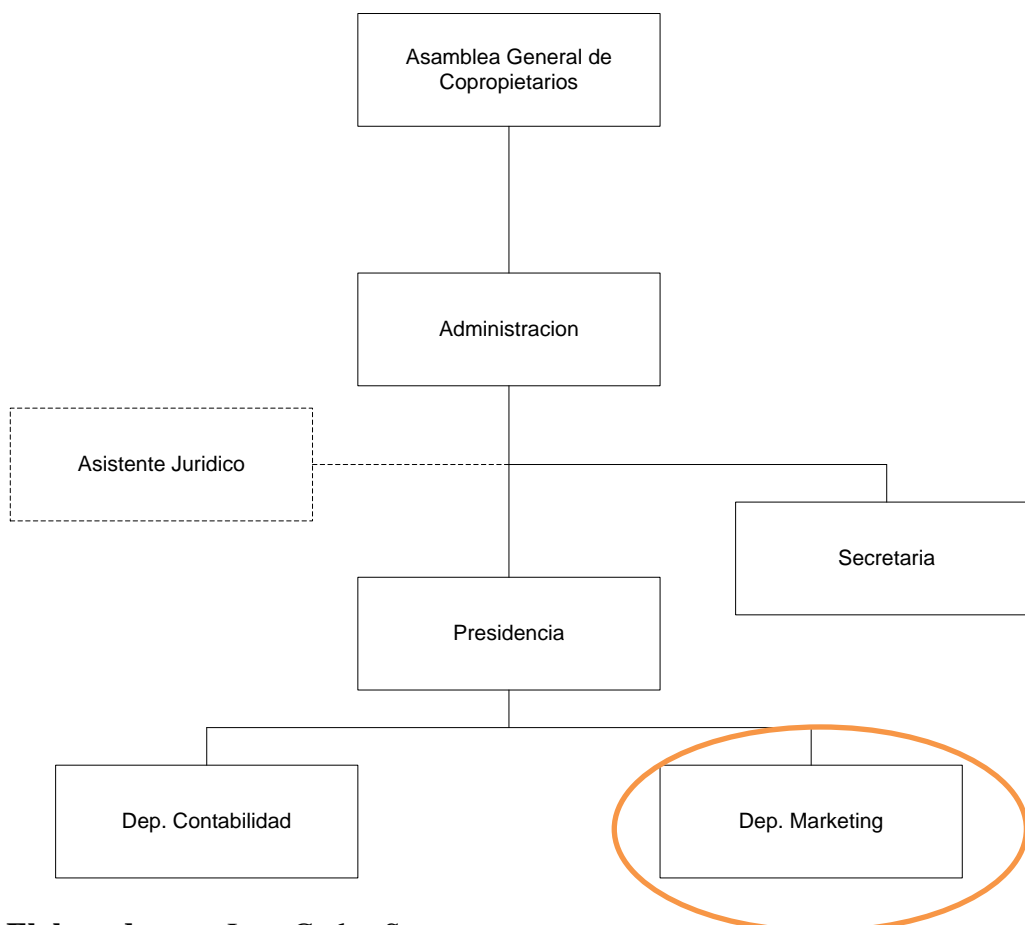 Asamblea General de
Copropietarios
Administracion
Asistente Juridico
Secretaria
Presidencia
Dep. Contabilidad
Dep. Marketing